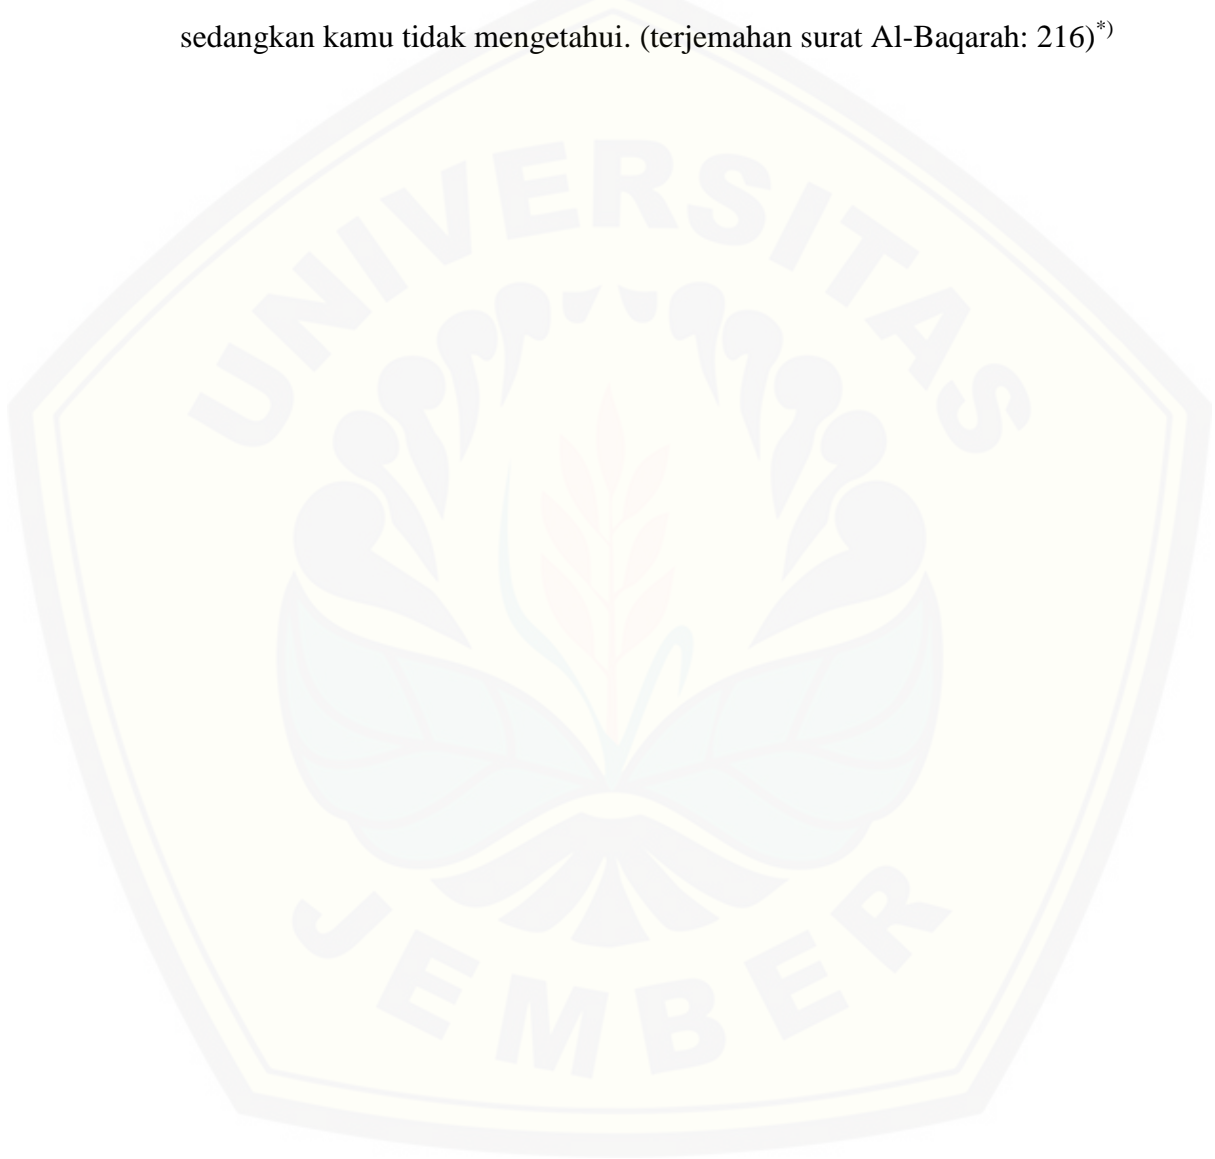 sedangkan kamu tidak mengetahui. (terjemahan surat Al-Baqarah: 216)*)
UNIVERSITAS
JEMBER